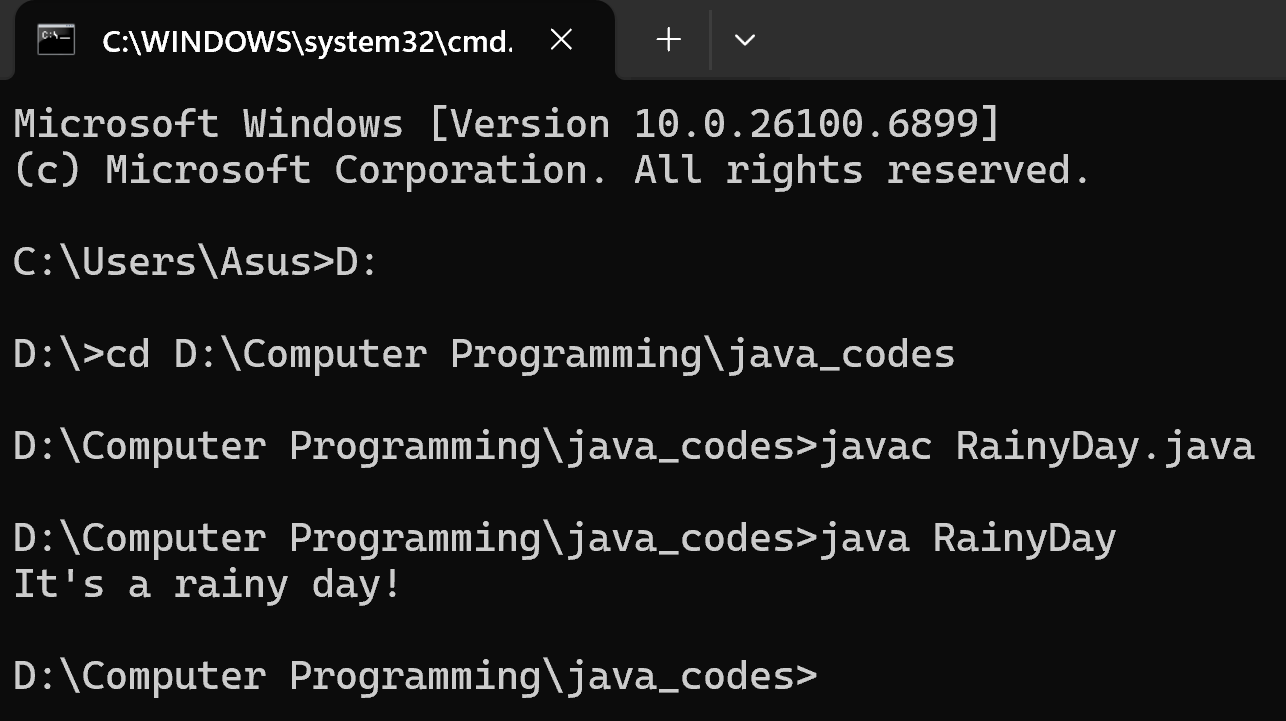 C:\WINDOWS\system32\cmd.
Microsoft Windows [Version 10.0.26100.6899]
(c) Microsoft Corporation. All rights reserved.
C:\Users\Asus>D:
D:\>cd D:\Computer Programming\java_codes
D:\Computer Programming\java_codes>javac RainyDay.java
D:\Computer Programming\java_codes>java RainyDay
It's a rainy day!
D:\Computer Programming\java_codes>